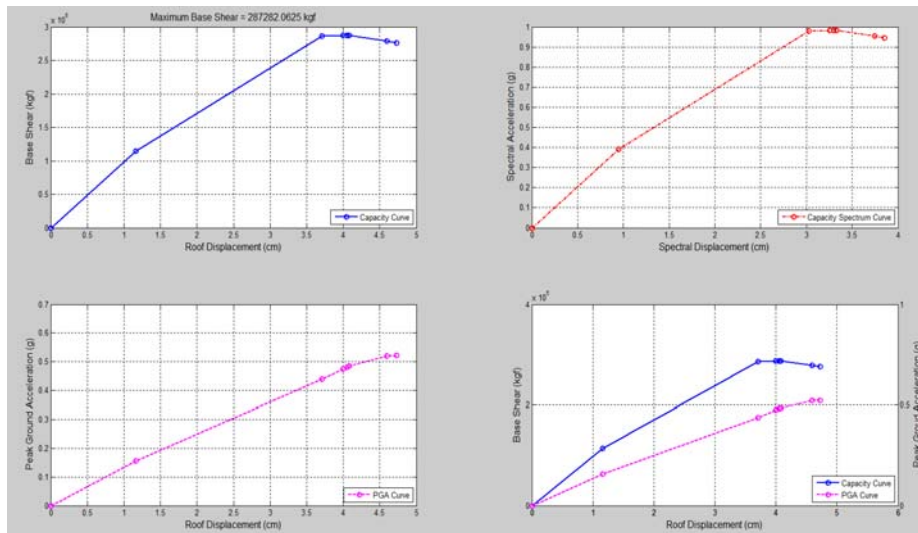 Maximum Base Shear = 287282.0625 kgf
x 10^5
3
2.5
2
1.5
1
0.5
0
Base Shear (kgf)
0 0.5 1 1.5 2 2.5 3 3.5 4 4.5 5
Roof Displacement (cm)
Capacity Curve
1
0.9
0.8
0.7
0.6
0.5
0.4
0.3
0.2
0.1
0
Spectral Acceleration (g)
0 0.5 1 1.5 2 2.5 3 3.5 4
Spectral Displacement (cm)
Capacity Spectrum Curve
0.7
0.6
0.5
0.4
0.3
0.2
0.1
0
Peak Ground Acceleration (g)
0 0.5 1 1.5 2 2.5 3 3.5 4 4.5 5
Roof Displacement (cm)
PGA Curve
x 10^5
4
2
0
Base Shear (kgf)
0 1 2 3 4 5 6
Roof Displacement (cm)
1
0.5
0
Peak Groud Acceleration (g)
Capacity Curve
PGA Curve